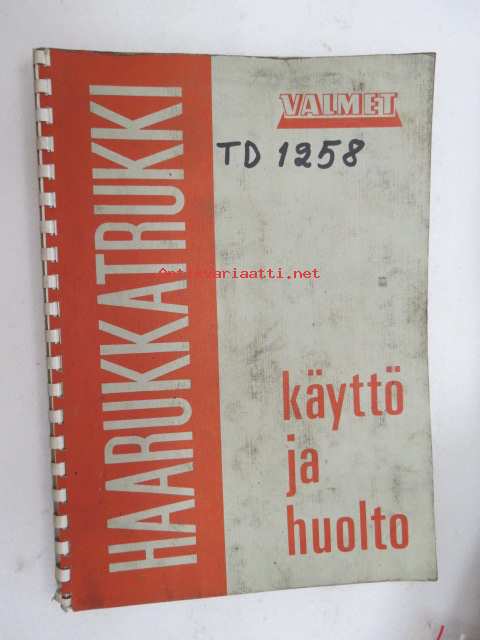 HAARUKKATRUKKI
VALMET
TD 1258
Antikvariaatti.net
käyttö
ja
huolto